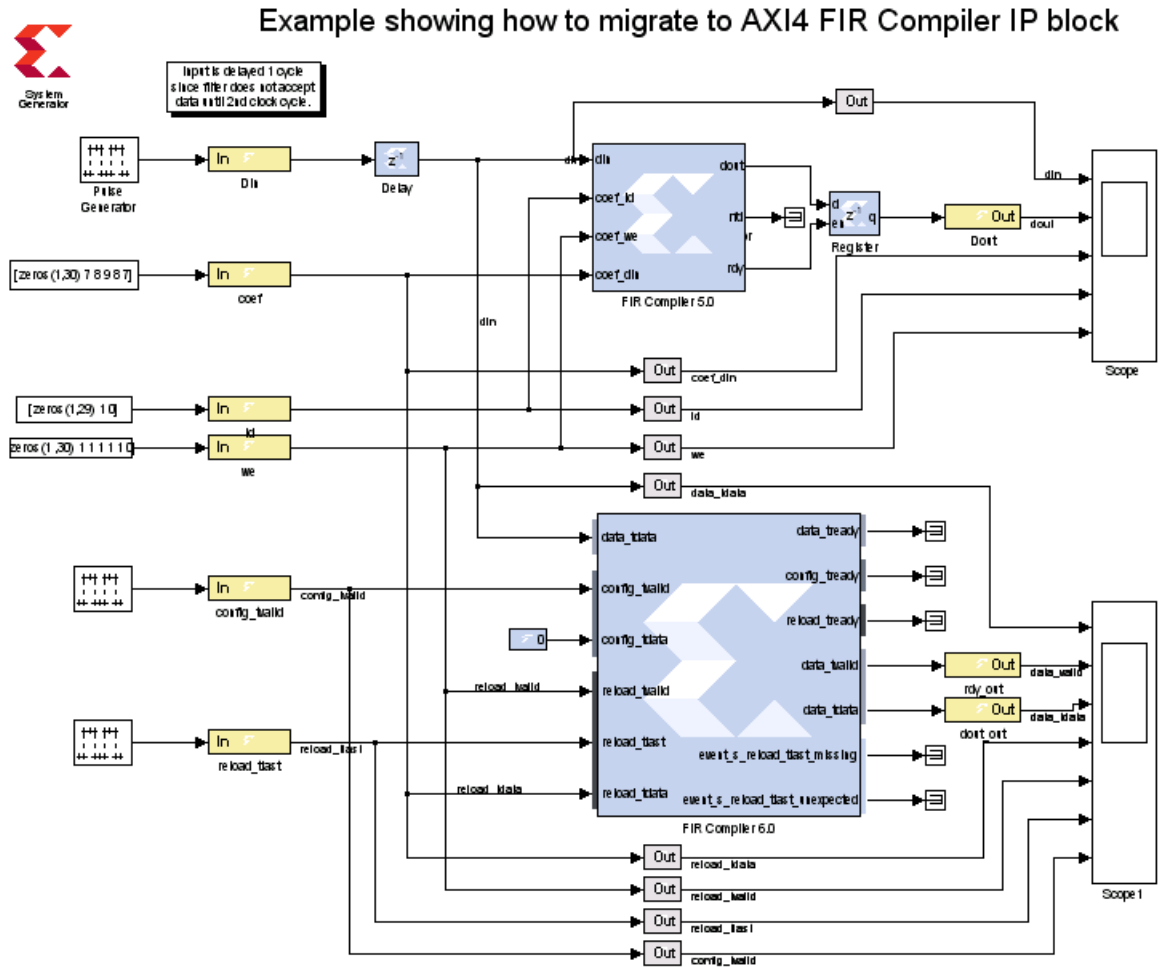 Example showing how to migrate to AXI4 FIR Compiler IP block
System
Generator
Input is delayed 1 cycle
since filter does not accept
data until 2nd clock cycle.
Out
Pulse
Generator
In
Din
z-1
Delay
din
coef_ld
coef_we
coef_din
dout
nfd
rdy
FIR Compiler 5.0
d
en
z-1
q
Register
Out
Dout
din
dout
Scope
[zeros(1,30) 7 8 9 8 7]
In
coef
din
Out
coef_din
[zeros(1,29) 1 0]
In
ld
Out
ld
zeros(1,30) 1 1 1 1 1 0
In
we
Out
we
Out
data_tdata
In
config_tvalid
config_tvalid
0
data_tdata
config_tvalid
config_tdata
reload_tvalid
reload_tvalid
reload_tlast
reload_tdata
reload_tdata
data_tready
config_tready
reload_tready
data_tvalid
data_tdata
event_s_reload_tlast_missing
event_s_reload_tlast_unexpected
FIR Compiler 6.0
Out
rdy_out
data_valid
Out
dout_out
data_tdata
In
reload_tlast
reload_tlast
Out
reload_tdata
Out
reload_tvalid
Out
reload_tlast
Out
config_tvalid
Scope1